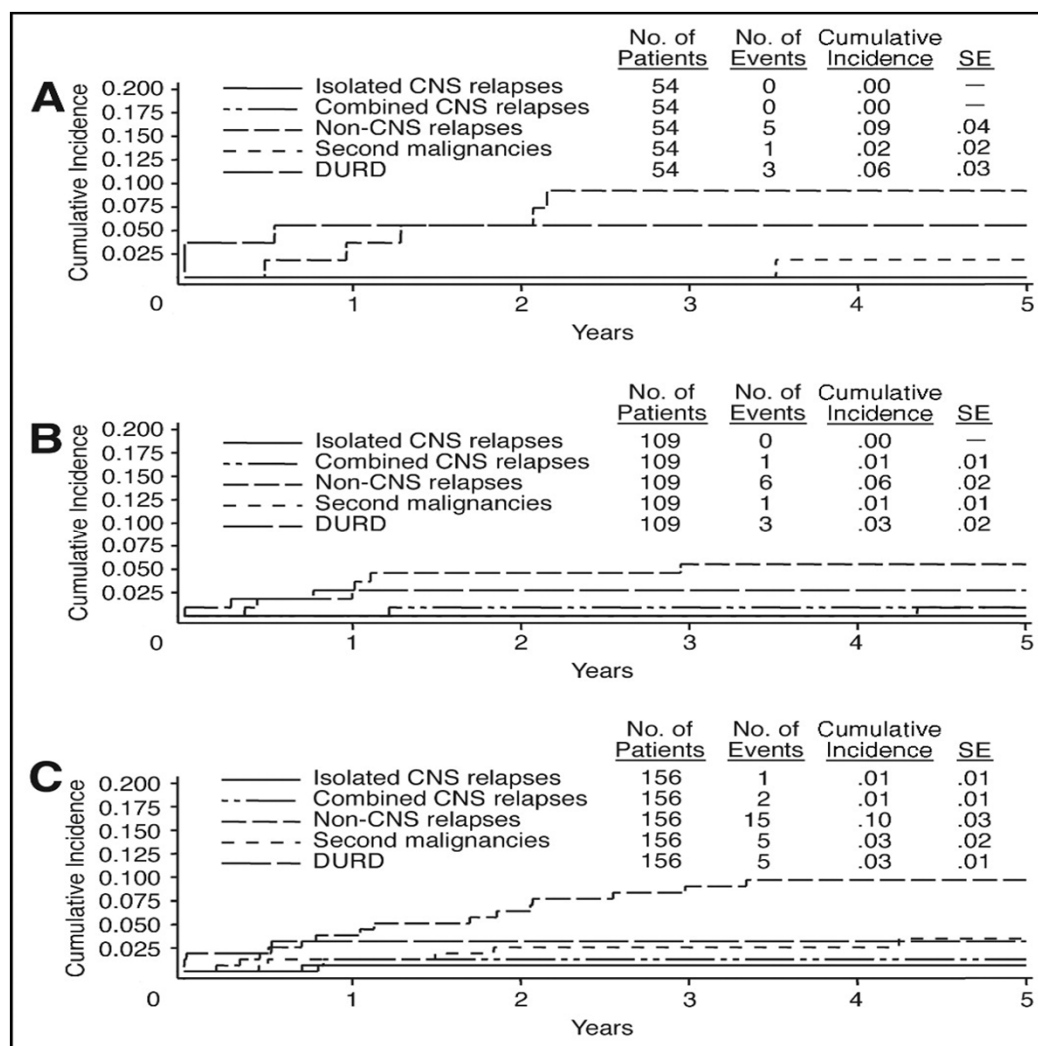 A
No. of Patients No. of Events Cumulative Incidence SE
Isolated CNS relapses 54 0 .00 —
Combined CNS relapses 54 0 .00 —
Non-CNS relapses 54 5 .09 .04
Second malignancies 54 1 .02 .02
DURD 54 3 .06 .03
Cumulative Incidence
0.200
0.175
0.150
0.125
0.100
0.075
0.050
0.025
0 1 2 3 4 5
Years
B
No. of Patients No. of Events Cumulative Incidence SE
Isolated CNS relapses 109 0 .00 —
Combined CNS relapses 109 1 .01 .01
Non-CNS relapses 109 6 .06 .02
Second malignancies 109 1 .01 .01
DURD 109 3 .03 .02
Cumulative Incidence
0.200
0.175
0.150
0.125
0.100
0.075
0.050
0.025
0 1 2 3 4 5
Years
C
No. of Patients No. of Events Cumulative Incidence SE
Isolated CNS relapses 156 1 .01 .01
Combined CNS relapses 156 2 .01 .01
Non-CNS relapses 156 15 .10 .03
Second malignancies 156 5 .03 .02
DURD 156 5 .03 .01
Cumulative Incidence
0.200
0.175
0.150
0.125
0.100
0.075
0.050
0.025
0 1 2 3 4 5
Years